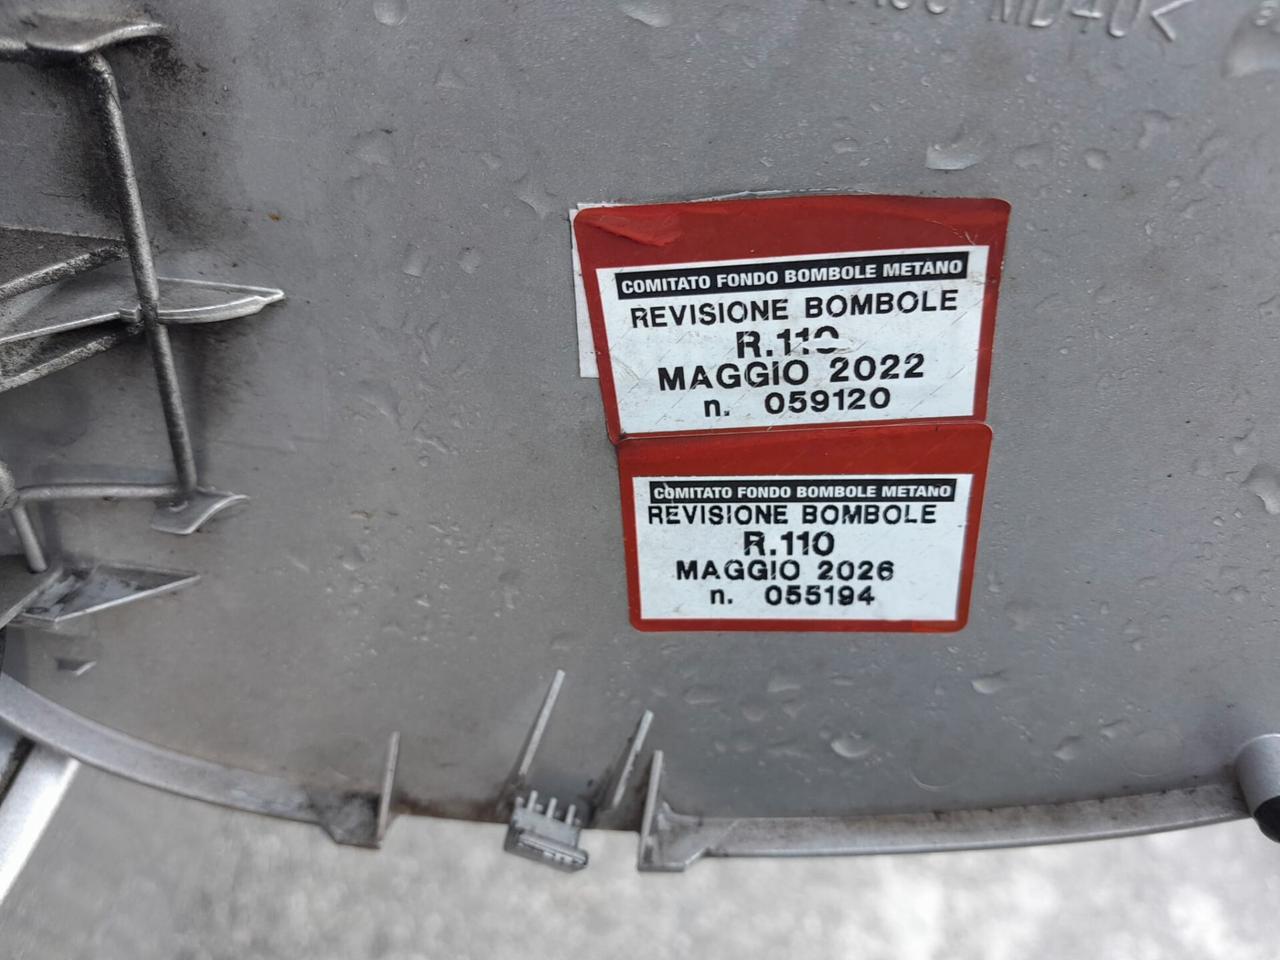 COMITATO FONDO BOMBOLE METANO
REVISIONE BOMBOLE
R.110
MAGGIO 2022
n. 059120
COMITATO FONDO BOMBOLE METANO
REVISIONE BOMBOLE
R.110
MAGGIO 2026
n. 055194